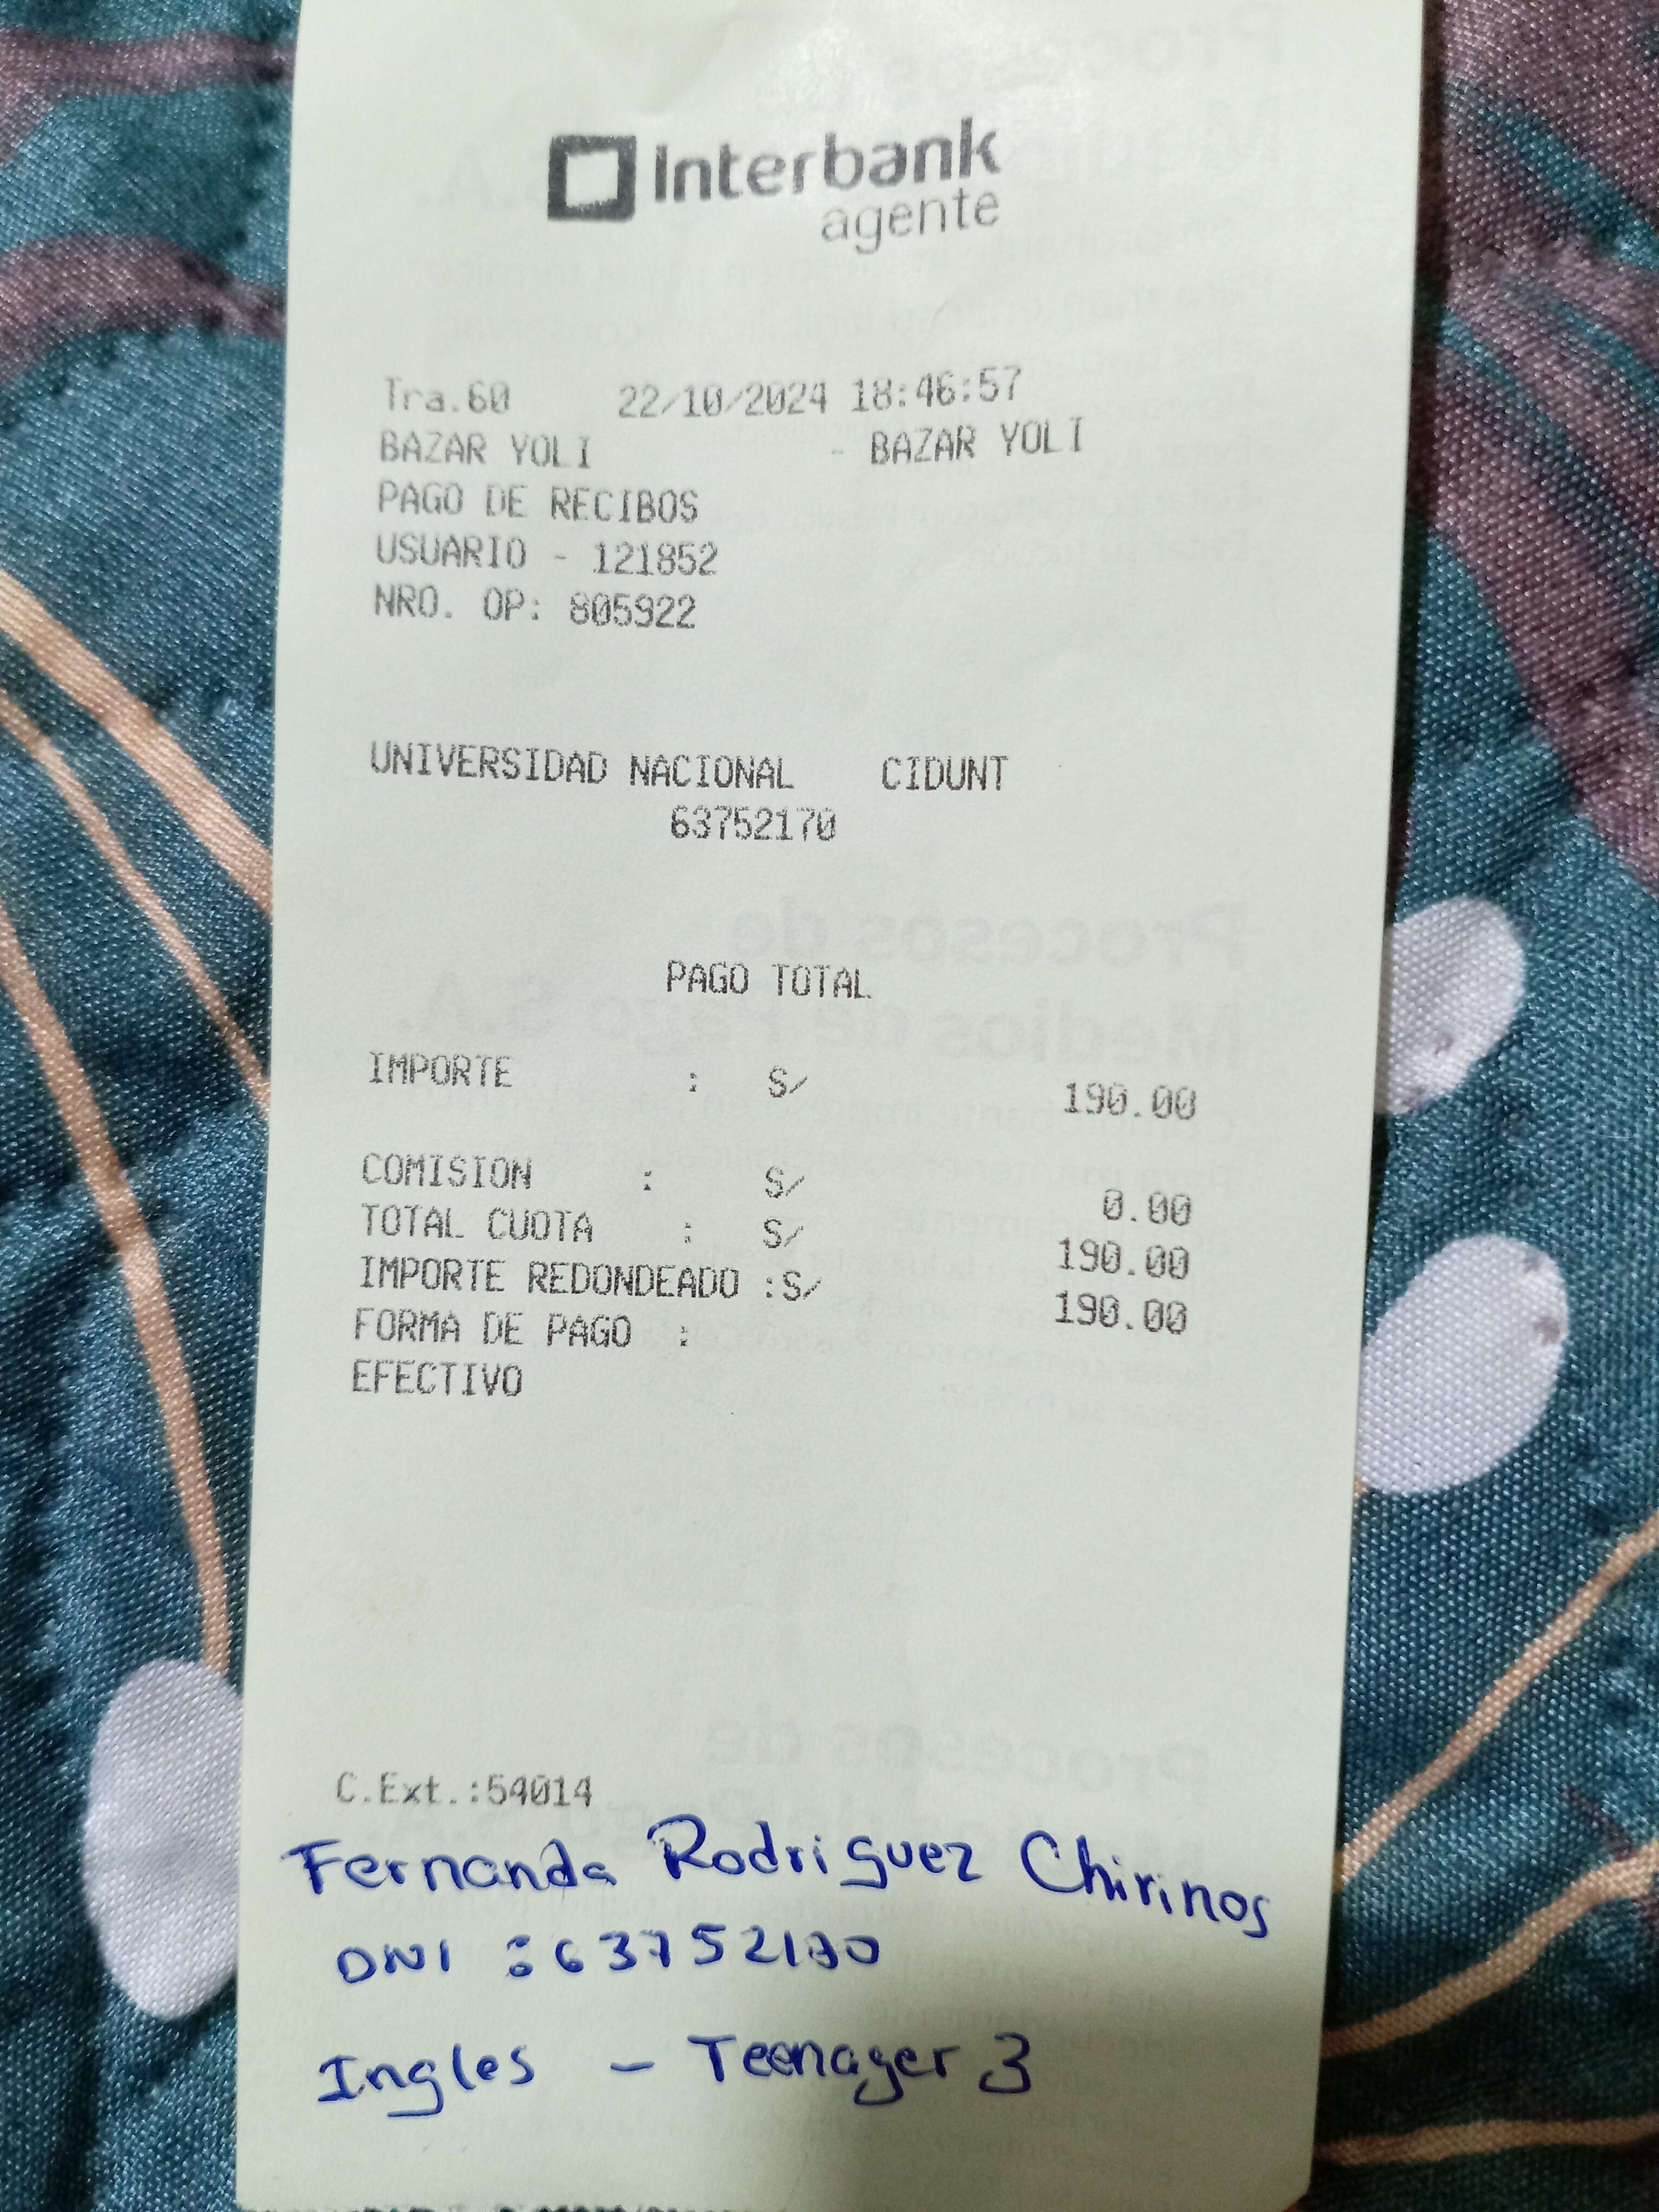 Interbank
agente
Tra.60 22/10/2024 18:46:57
BAZAR YOLI - BAZAR YOLI
PAGO DE RECIBOS
USUARIO - 121852
NRO. OP: 805922
UNIVERSIDAD NACIONAL CIDUNT
63752170
PAGO TOTAL
IMPORTE : S/ 190.00
COMISION : S/ 0.00
TOTAL CUOTA : S/ 190.00
IMPORTE REDONDEADO :S/ 190.00
FORMA DE PAGO :
EFECTIVO
C.Ext.:54014
Fernanda Rodriguez Chirinos
DNI : 63752170
Ingles - Teenager 3